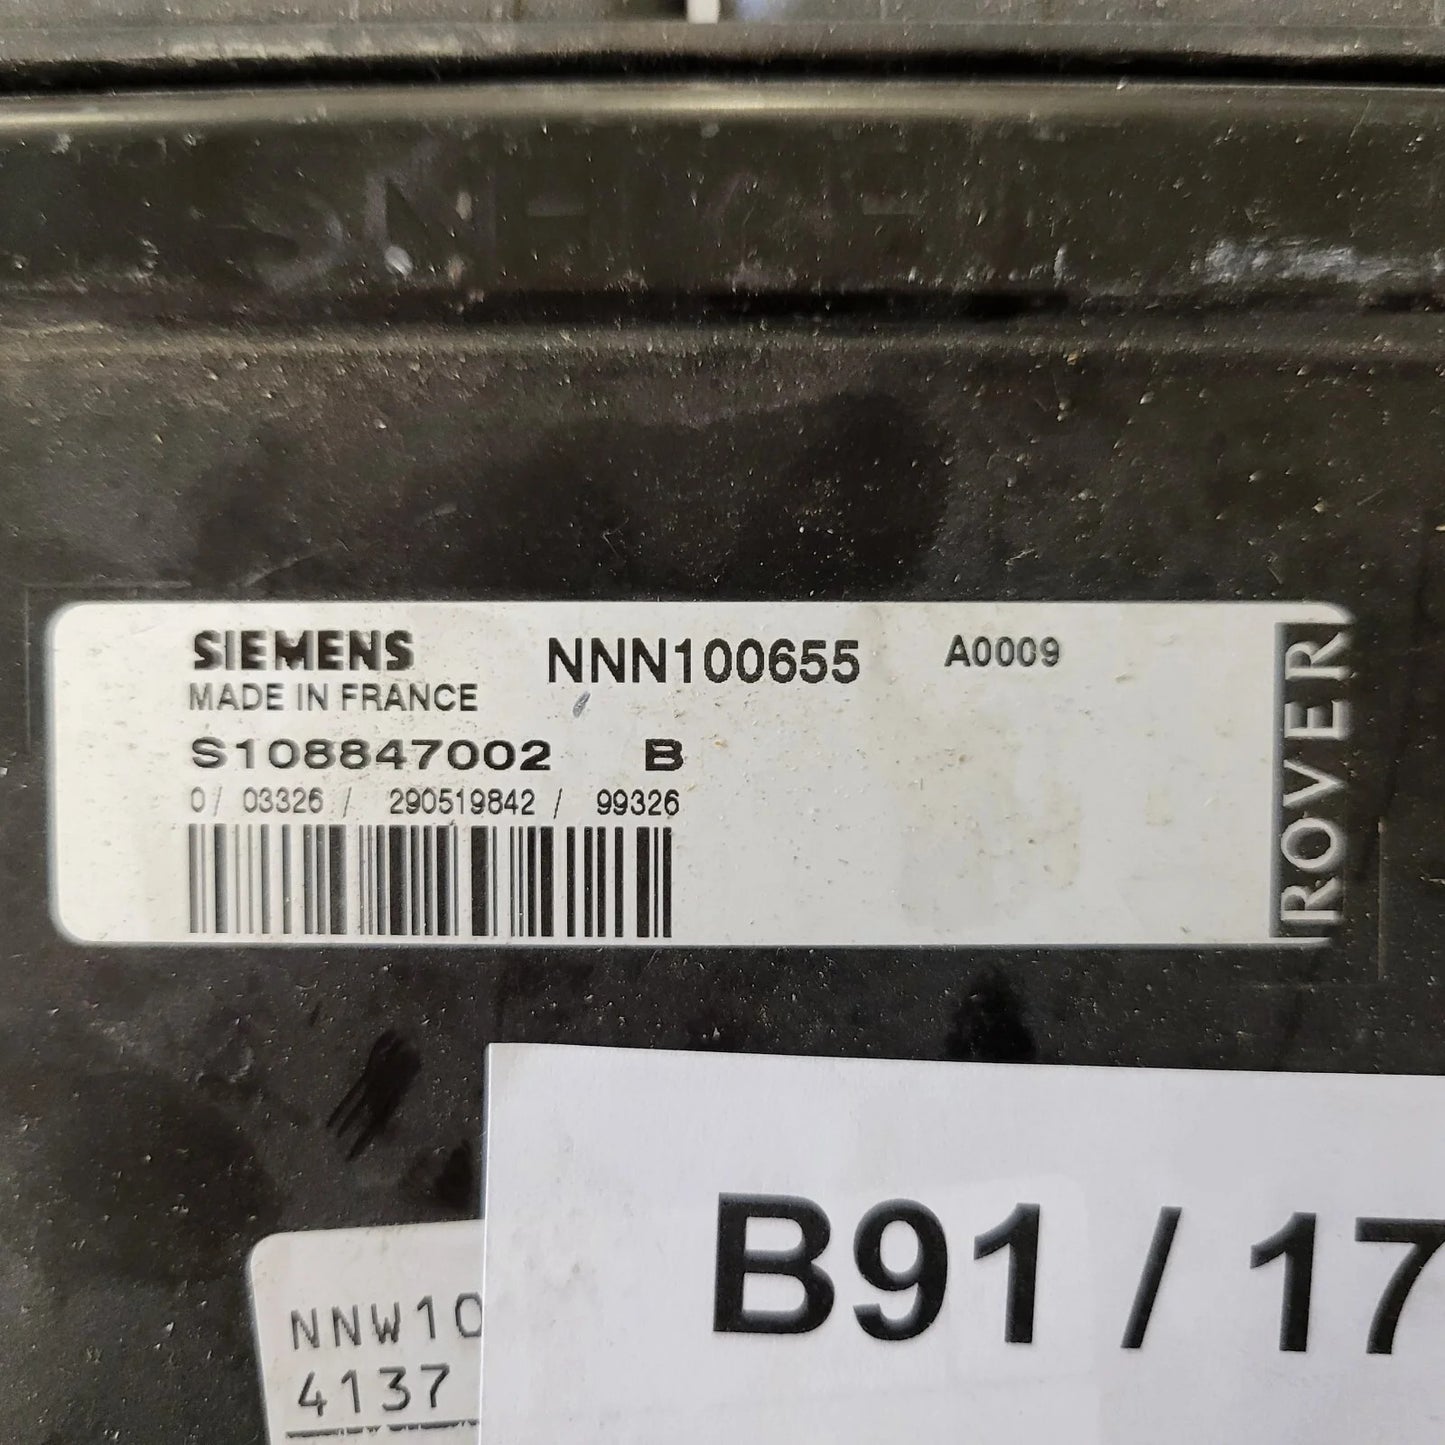 SIEMENS NNN100655 A0009
MADE IN FRANCE
S108847002 B
0/ 03326 / 290519842 / 99326
ROVER
B91 / 17
NNW10
4137